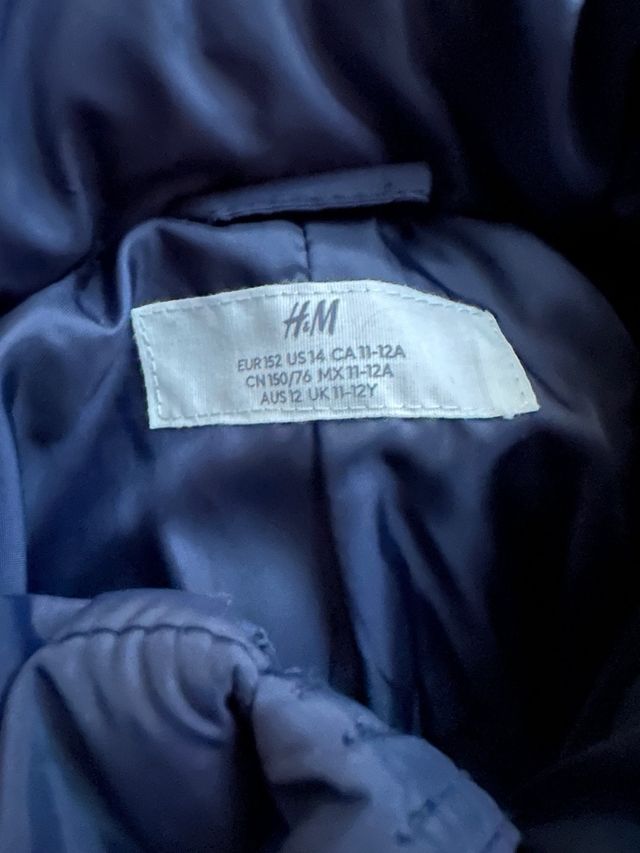 H&M
EUR 152 US 14 CA 11-12A
CN 150/76 MX 11-12A
AUS 12 UK 11-12Y